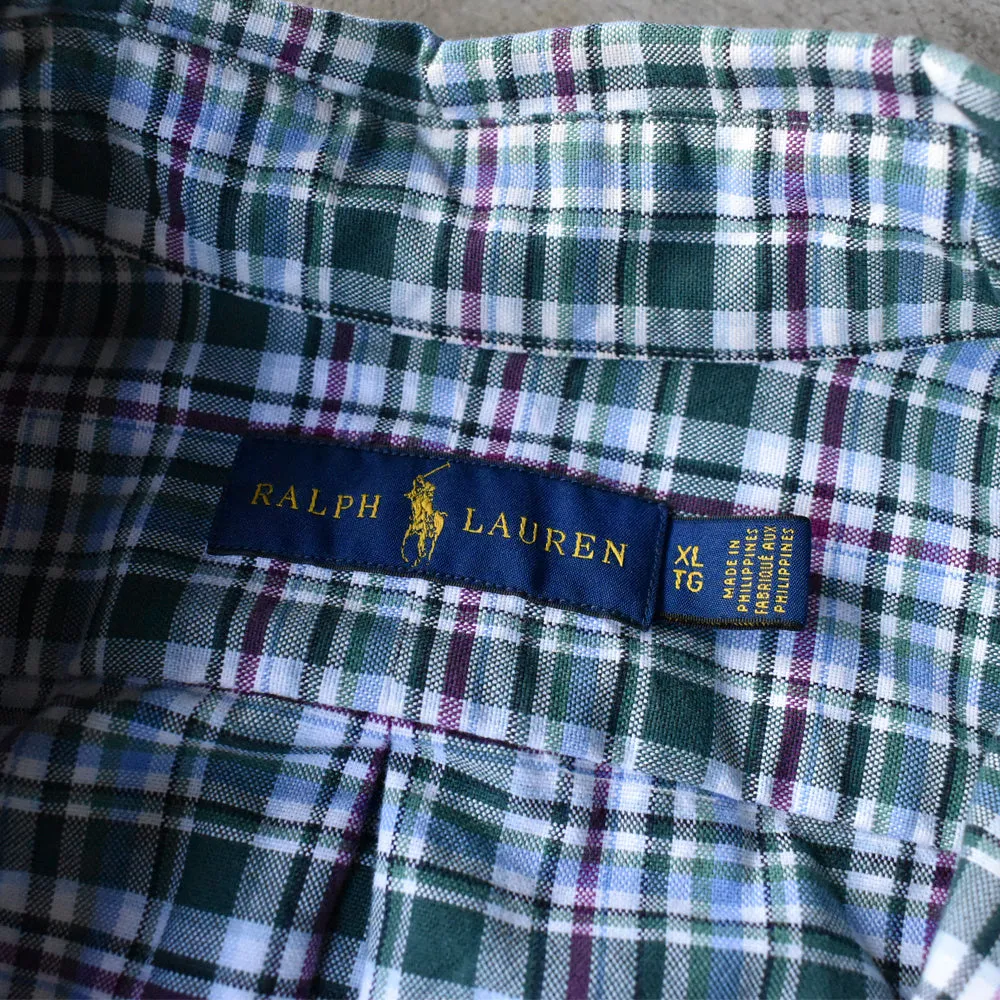 RALPH LAUREN
XL
TG
MADE IN
PHILIPPINES
FABRIQUÉ AUX
PHILIPPINES